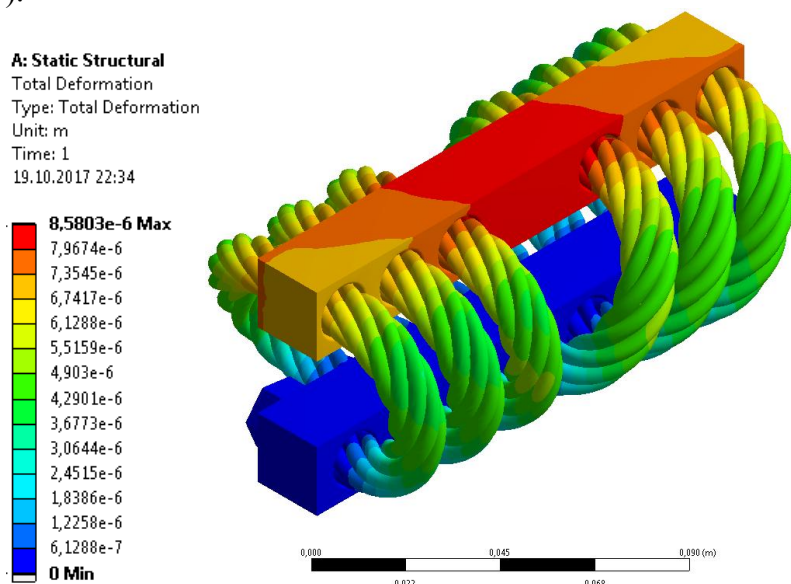 ).
A: Static Structural
Total Deformation
Type: Total Deformation
Unit: m
Time: 1
19.10.2017 22:34
8,5803e-6 Max
7,9674e-6
7,3545e-6
6,7417e-6
6,1288e-6
5,5159e-6
4,903e-6
4,2901e-6
3,6773e-6
3,0644e-6
2,4515e-6
1,8386e-6
1,2258e-6
6,1288e-7
0 Min
0,000 0,045 0,090 (m)
0,068